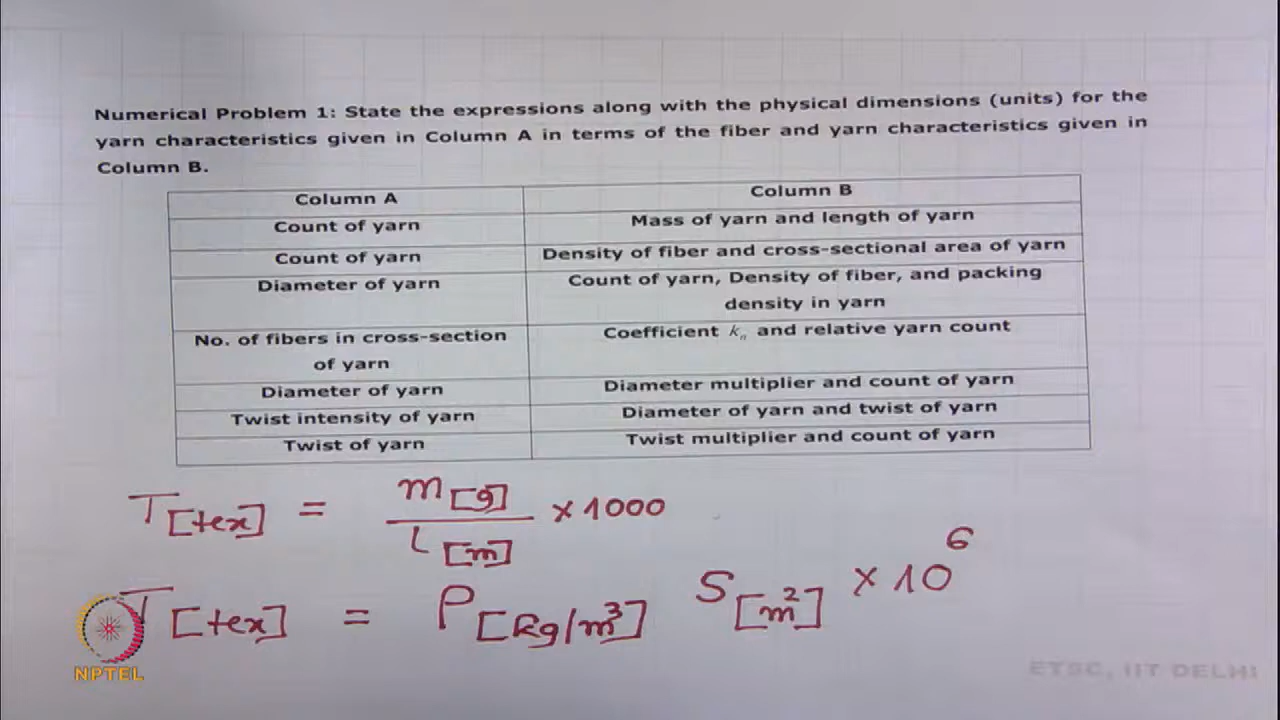 Numerical Problem 1: State the expressions along with the physical dimensions (units) for the
yarn characteristics given in Column A in terms of the fiber and yarn characteristics given in
Column B.
Column A Column B
Count of yarn Mass of yarn and length of yarn
Count of yarn Density of fiber and cross-sectional area of yarn
Diameter of yarn Count of yarn, Density of fiber, and packing
density in yarn
No. of fibers in cross-section Coefficient kₙ and relative yarn count
of yarn
Diameter of yarn Diameter multiplier and count of yarn
Twist intensity of yarn Diameter of yarn and twist of yarn
Twist of yarn Twist multiplier and count of yarn
T[tex] = m[g] / l[m] × 1000
T[tex] = ρ[kg/m³] S[m²] × 10⁶
NPTEL
ETSC, IIT DELHI